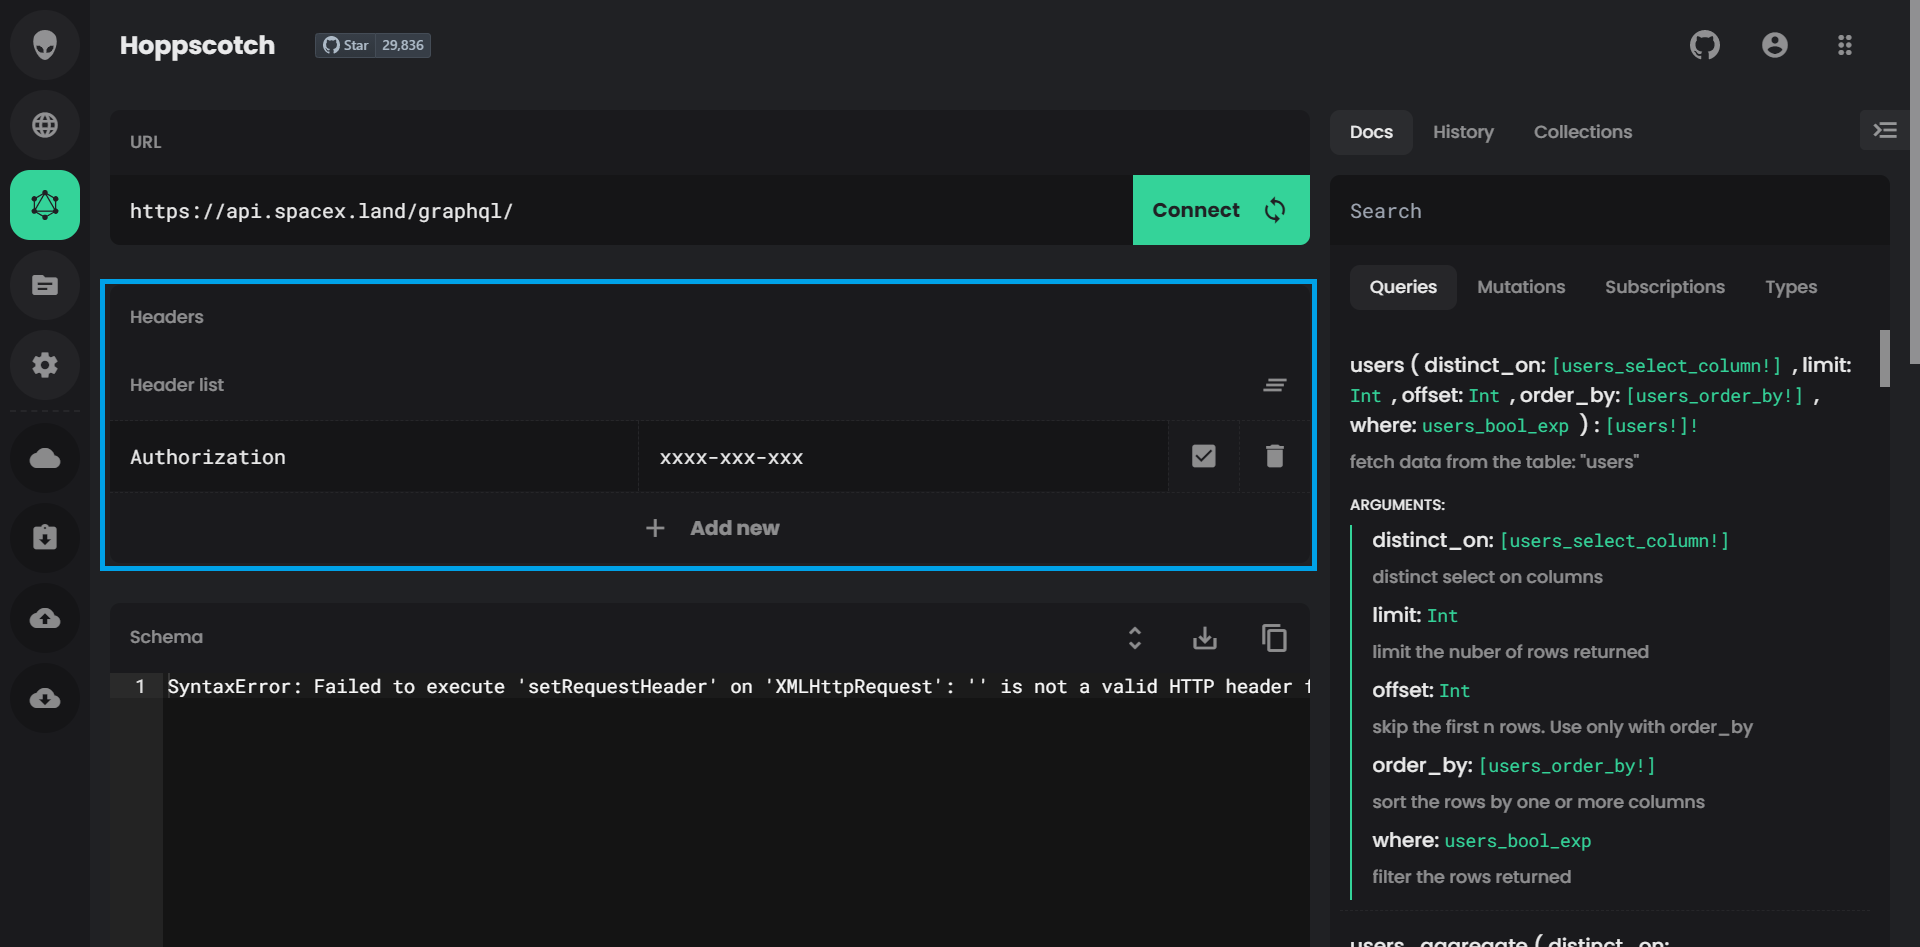 Hoppscotch
Star 29,836
URL
https://api.spacex.land/graphql/
Connect
Headers
Header list
Authorization
xxxx-xxx-xxx
Add new
Schema
1 SyntaxError: Failed to execute 'setRequestHeader' on 'XMLHttpRequest': '' is not a valid HTTP header f
Docs History Collections
Search
Queries Mutations Subscriptions Types
users ( distinct_on: [users_select_column!] , limit:
Int , offset: Int , order_by: [users_order_by!] ,
where: users_bool_exp ) : [users!]!
fetch data from the table: "users"
ARGUMENTS:
distinct_on: [users_select_column!]
distinct select on columns
limit: Int
limit the nuber of rows returned
offset: Int
skip the first n rows. Use only with order_by
order_by: [users_order_by!]
sort the rows by one or more columns
where: users_bool_exp
filter the rows returned
users_aggregate ( distinct_on: